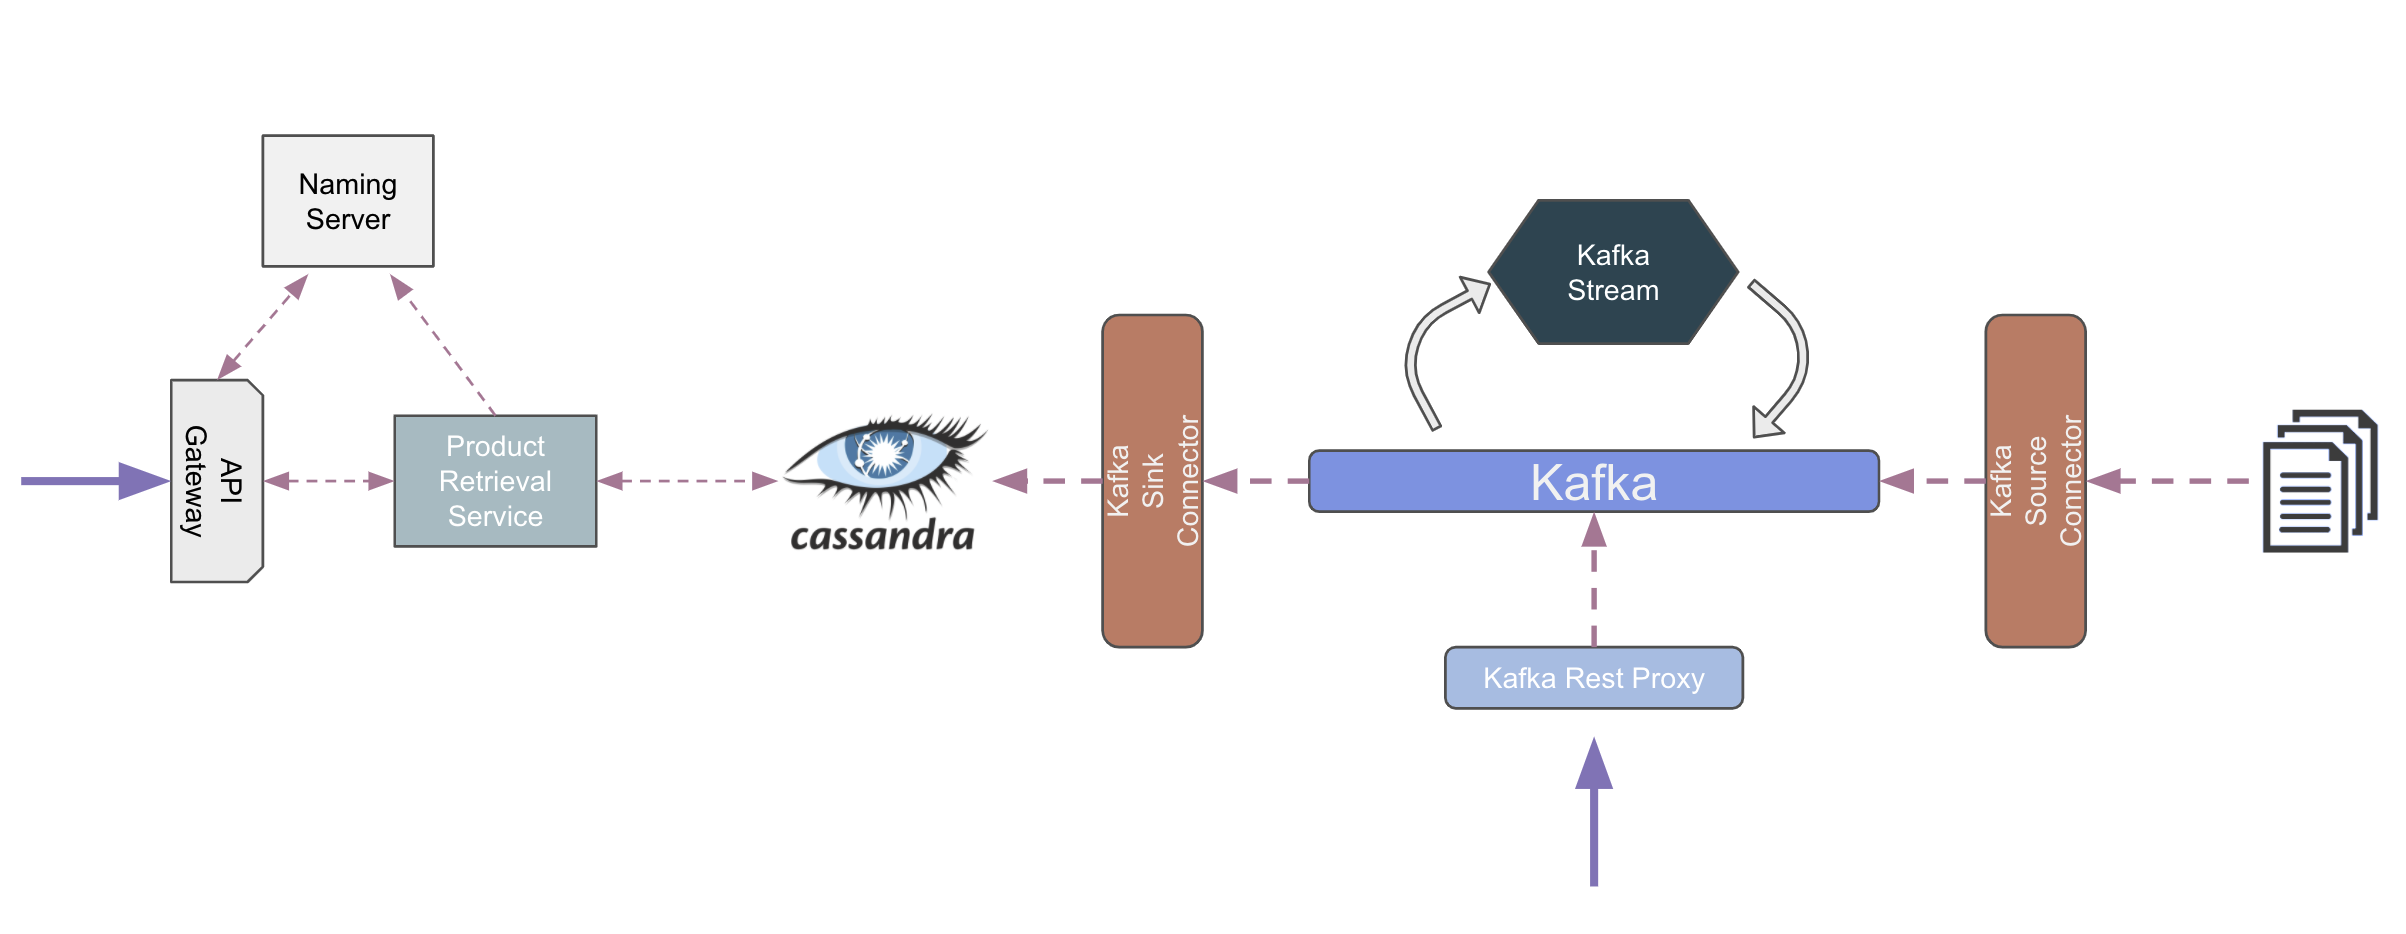 Naming
Server
API
Gateway
Product
Retrieval
Service
cassandra
Kafka
Sink
Connector
Kafka
Stream
Kafka
Kafka Rest Proxy
Kafka
Source
Connector